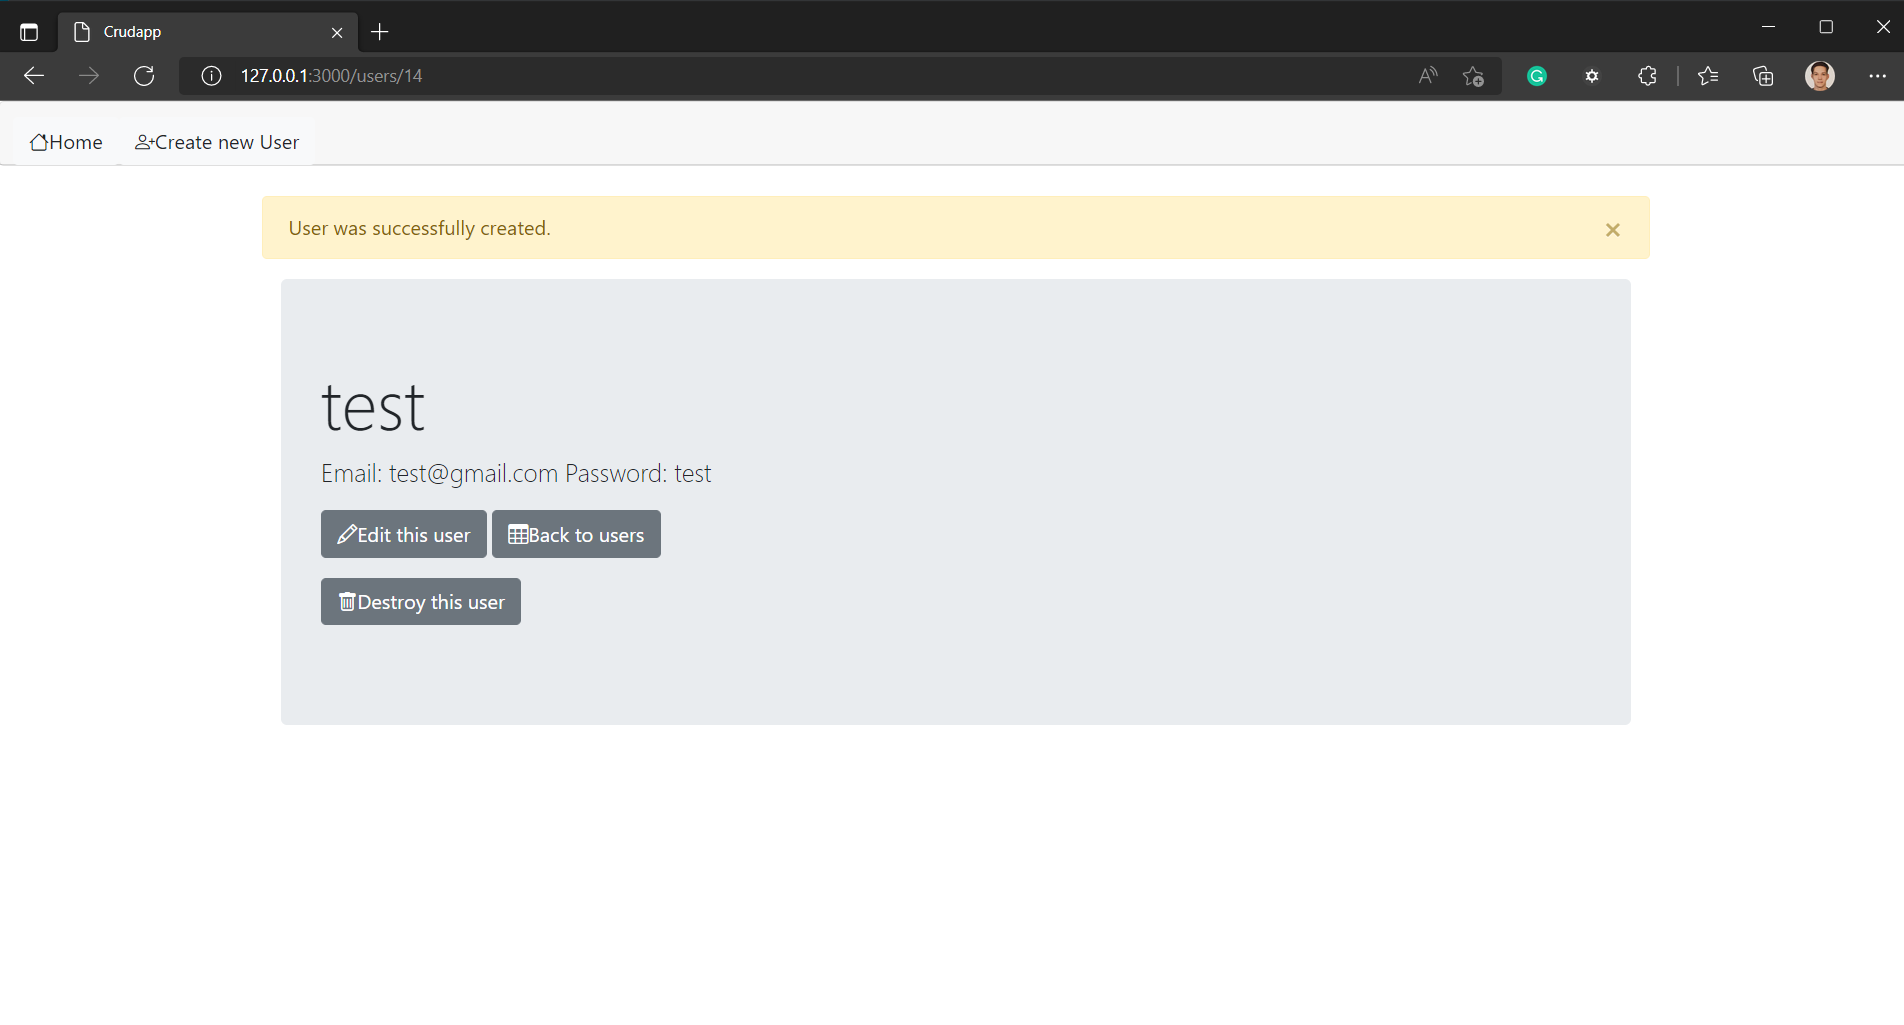 Crudapp
127.0.0.1:3000/users/14
Home Create new User
User was successfully created.
test
Email: test@gmail.com Password: test
Edit this user Back to users
Destroy this user